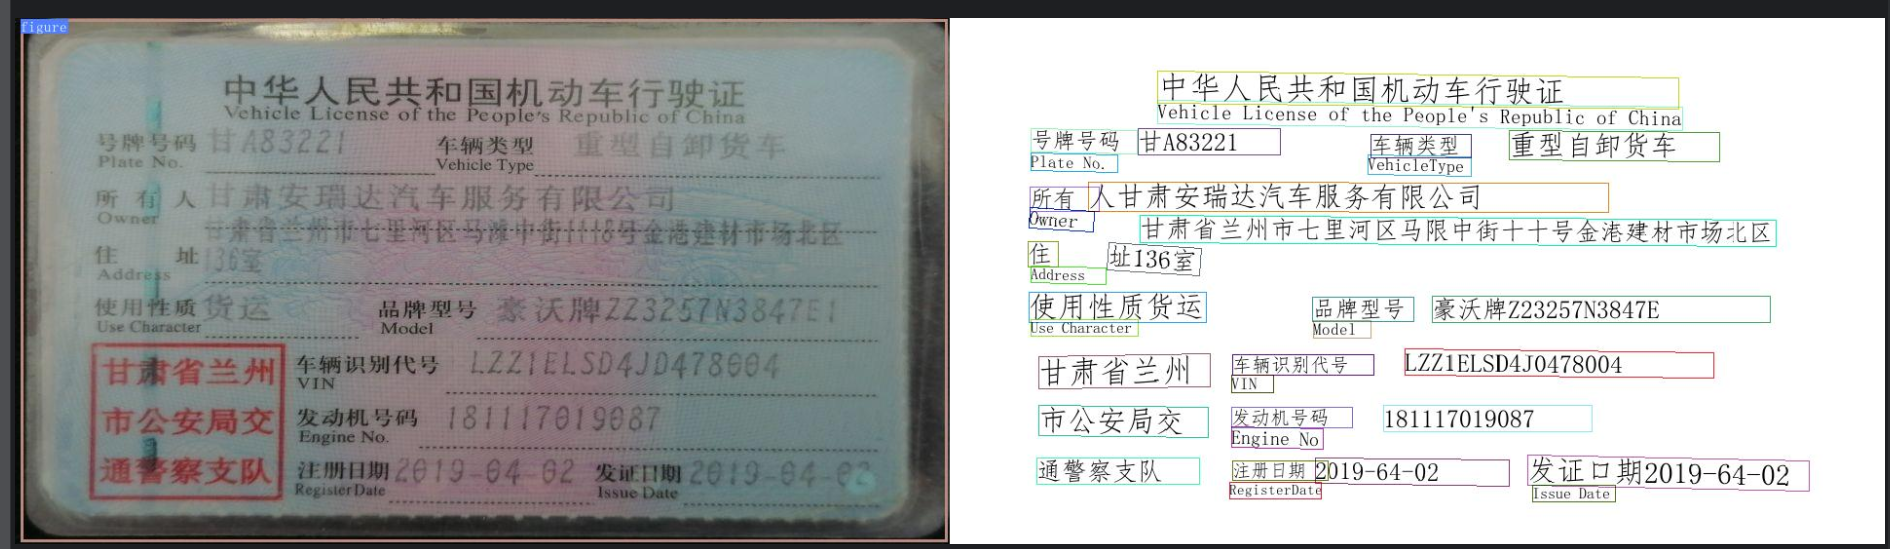 figure
中华人民共和国机动车行驶证
Vehicle License of the People's Republic of China
号牌号码 甘A83221 车辆类型 重型自卸货车
Plate No. Vehicle Type
所有人 甘肃安瑞达汽车服务有限公司
Owner
甘肃省兰州市七里河区马滩中街1118号金港建材市场北区
住址 136室
Address
使用性质 货运 品牌型号 豪沃牌ZZ3257N3847E1
Use Character Model
甘肃省兰州 车辆识别代号 LZZ1ELSD4JD478004
VIN
市公安局交 发动机号码 181117019087
Engine No.
通警察支队 注册日期 2019-04-02 发证日期 2019-04-02
RegisterDate Issue Date
中华人民共和国机动车行驶证
Vehicle License of the People's Republic of China
号牌号码 甘A83221 车辆类型 重型自卸货车
Plate No. VehicleType
所有 人甘肃安瑞达汽车服务有限公司
Owner
甘肃省兰州市七里河区马限中街十十号金港建材市场北区
住 址136室
Address
使用性质货运 品牌型号 豪沃牌Z23257N3847E
Use Character Model
甘肃省兰州 车辆识别代号 LZZ1ELSD4J0478004
VIN
市公安局交 发动机号码 181117019087
Engine No
通警察支队 注册日期 2019-64-02 发证口期2019-64-02
RegisterDate Issue Date